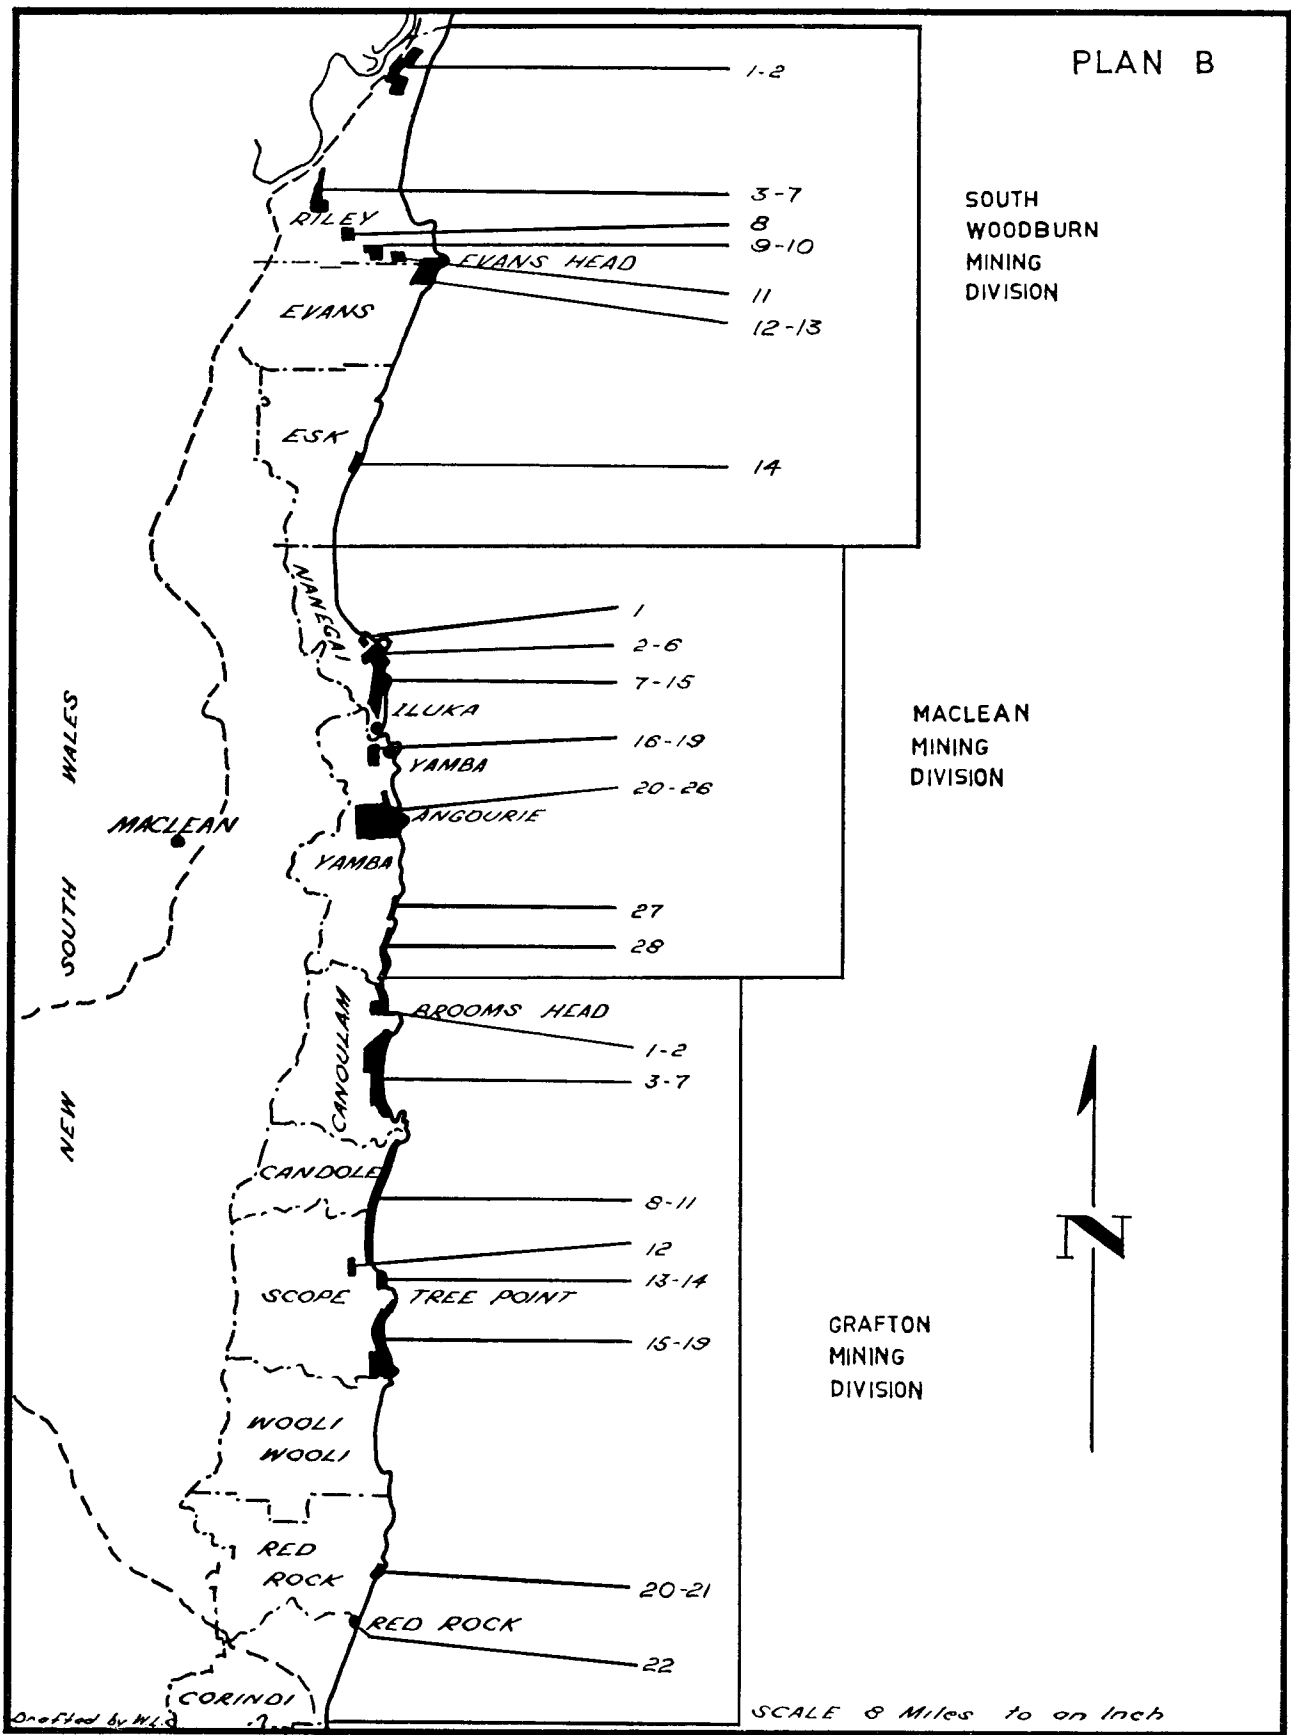 PLAN B
1-2
3-7
RILEY
8
9-10
EVANS HEAD
11
EVANS
12-13
SOUTH
WOODBURN
MINING
DIVISION
ESK
14
NANEGAI
1
2-6
7-15
ILUKA
16-19
YAMBA
20-26
ANGOURIE
MACLEAN
YAMBA
27
28
MACLEAN
MINING
DIVISION
NEW SOUTH WALES
BROOMS HEAD
CANOULAM
1-2
3-7
CANDOLE
8-11
12
13-14
SCOPE
TREE POINT
15-19
GRAFTON
MINING
DIVISION
N
WOOLI
WOOLI
RED
ROCK
20-21
RED ROCK
22
CORINDI
Drafted by
SCALE 8 Miles to an Inch